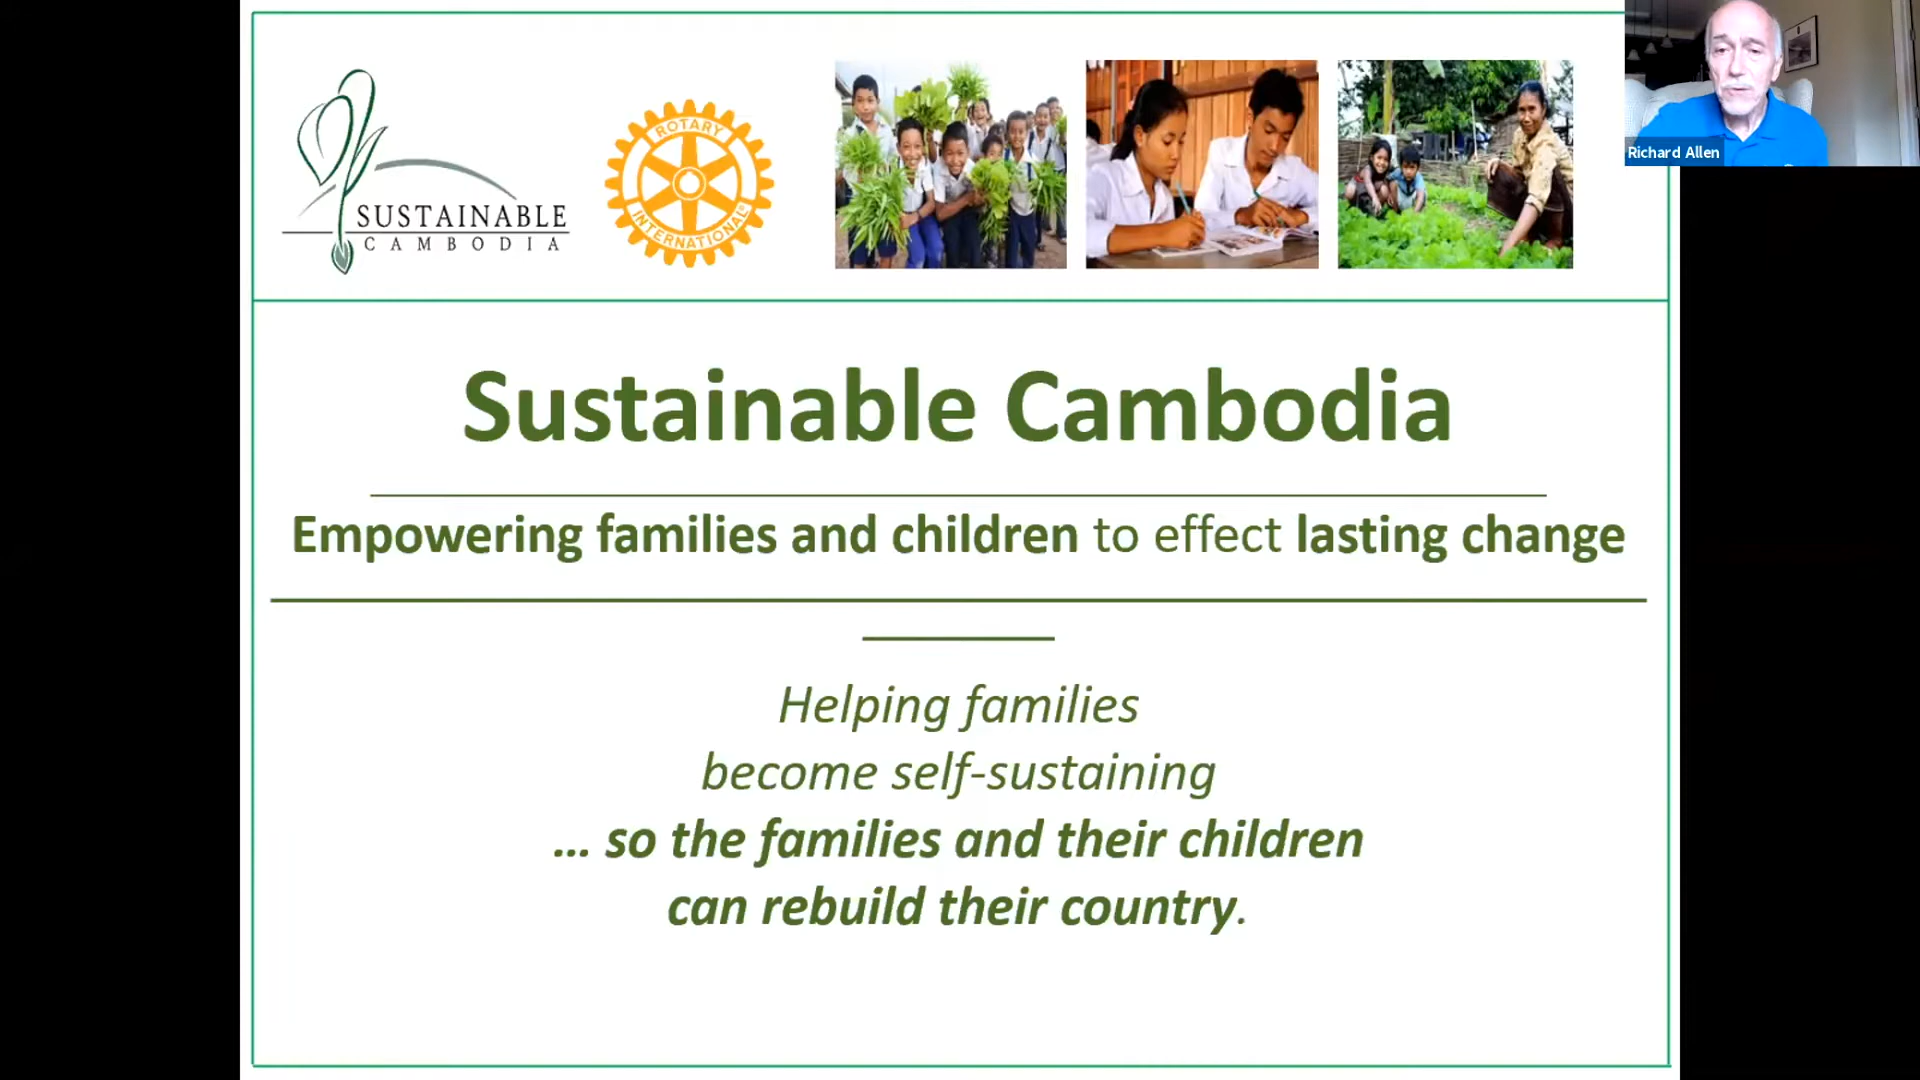 SUSTAINABLE
CAMBODIA
ROTARY
INTERNATIONAL
Richard Allen
Sustainable Cambodia
Empowering families and children to effect lasting change
Helping families
become self-sustaining
... so the families and their children
can rebuild their country.